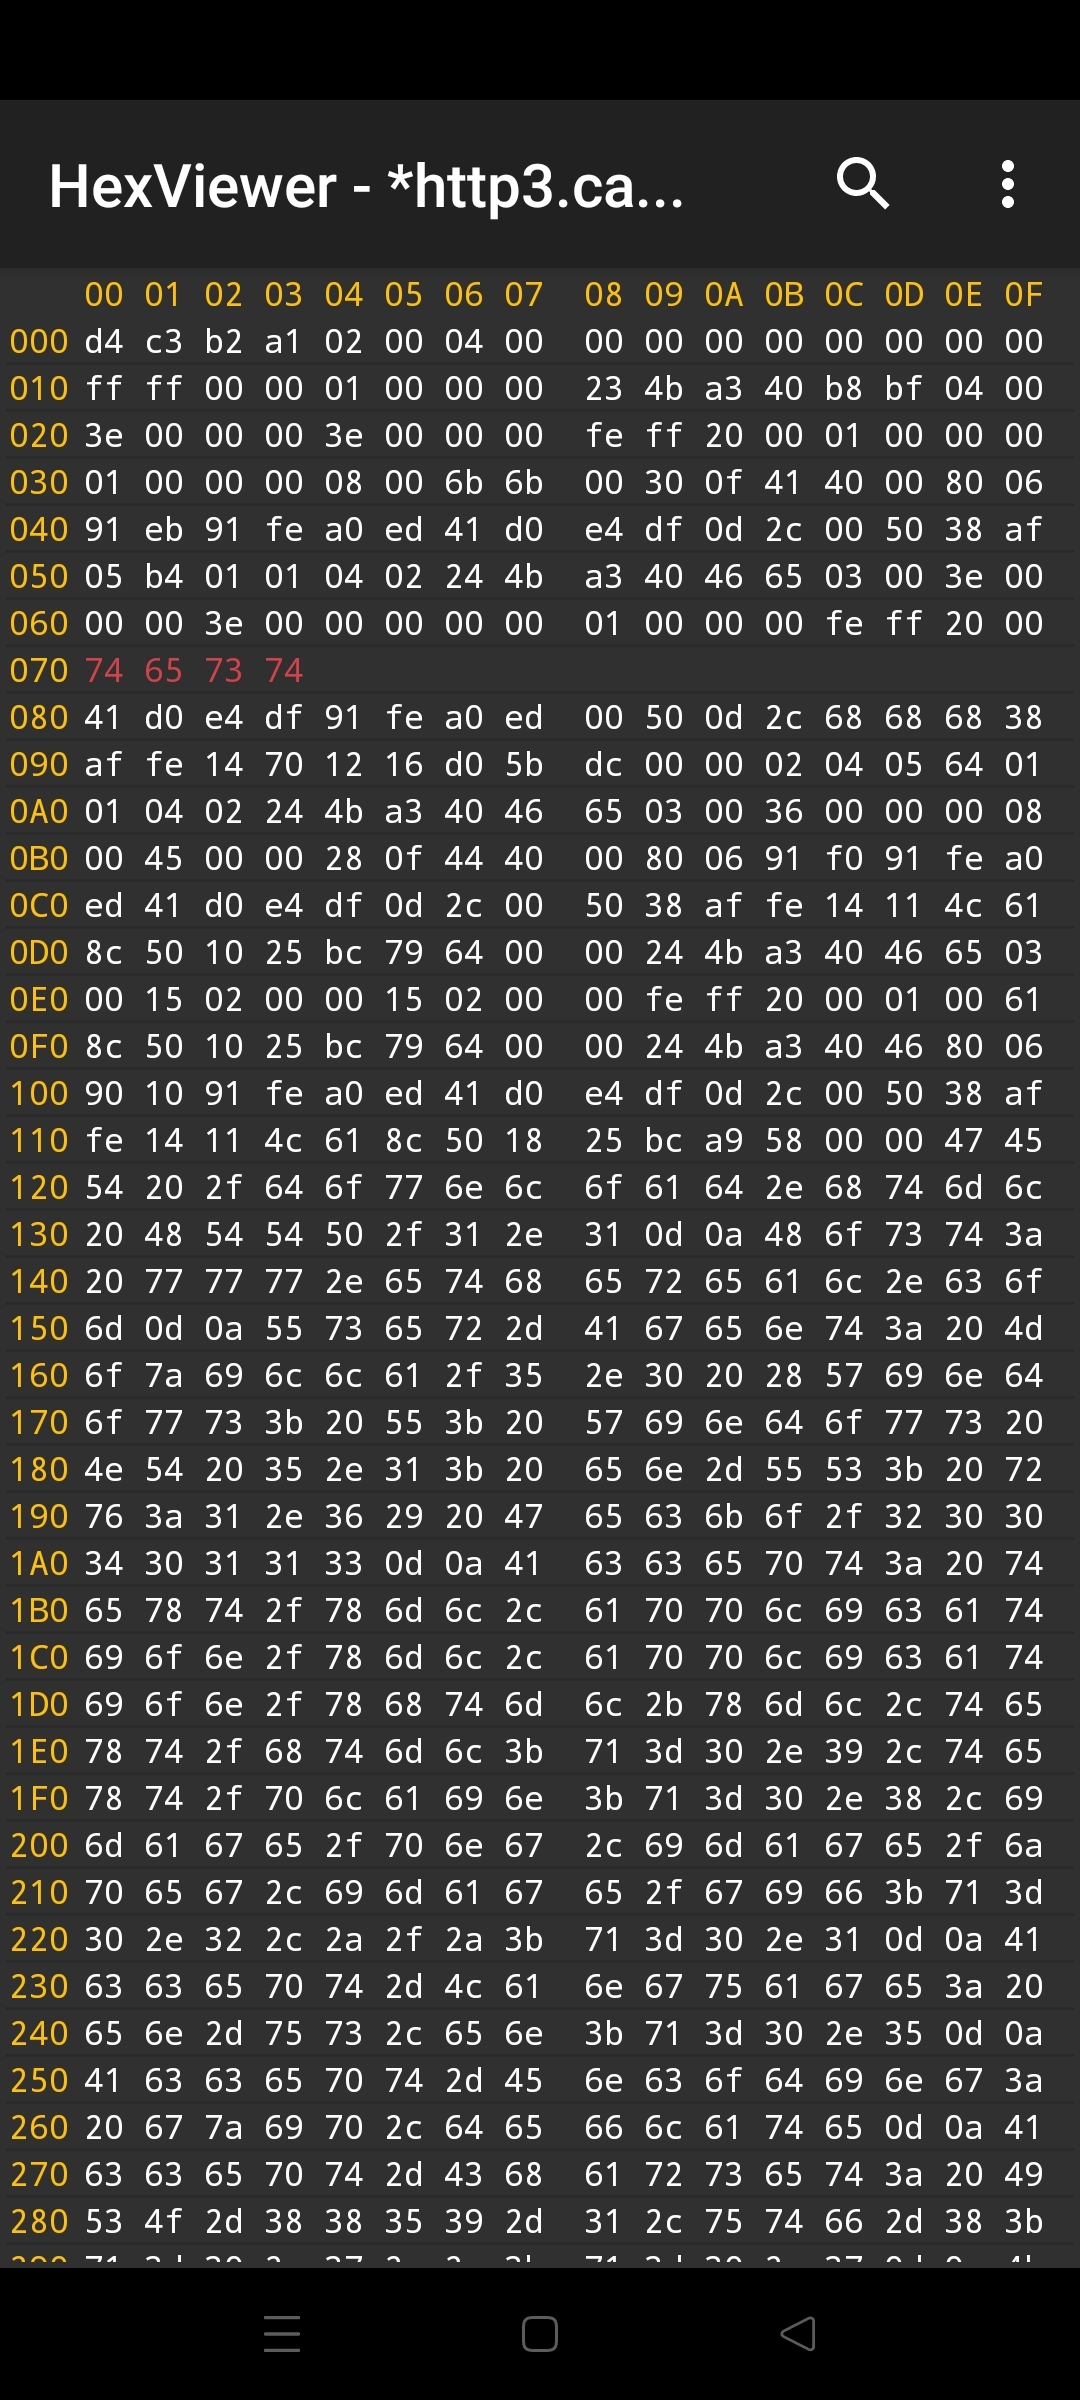 HexViewer - *http3.ca...
00 01 02 03 04 05 06 07 08 09 0A 0B 0C 0D 0E 0F
000 d4 c3 b2 a1 02 00 04 00 00 00 00 00 00 00 00 00
010 ff ff 00 00 01 00 00 00 23 4b a3 40 b8 bf 04 00
020 3e 00 00 00 3e 00 00 00 fe ff 20 00 01 00 00 00
030 01 00 00 00 08 00 6b 6b 00 30 0f 41 40 00 80 06
040 91 eb 91 fe a0 ed 41 d0 e4 df 0d 2c 00 50 38 af
050 05 b4 01 01 04 02 24 4b a3 40 46 65 03 00 3e 00
060 00 00 3e 00 00 00 00 00 01 00 00 00 fe ff 20 00
070 74 65 73 74
080 41 d0 e4 df 91 fe a0 ed 00 50 0d 2c 68 68 68 38
090 af fe 14 70 12 16 d0 5b dc 00 00 02 04 05 64 01
0A0 01 04 02 24 4b a3 40 46 65 03 00 36 00 00 00 08
0B0 00 45 00 00 28 0f 44 40 00 80 06 91 f0 91 fe a0
0C0 ed 41 d0 e4 df 0d 2c 00 50 38 af fe 14 11 4c 61
0D0 8c 50 10 25 bc 79 64 00 00 24 4b a3 40 46 65 03
0E0 00 15 02 00 00 15 02 00 00 fe ff 20 00 01 00 61
0F0 8c 50 10 25 bc 79 64 00 00 24 4b a3 40 46 80 06
100 90 10 91 fe a0 ed 41 d0 e4 df 0d 2c 00 50 38 af
110 fe 14 11 4c 61 8c 50 18 25 bc a9 58 00 00 47 45
120 54 20 2f 64 6f 77 6e 6c 6f 61 64 2e 68 74 6d 6c
130 20 48 54 54 50 2f 31 2e 31 0d 0a 48 6f 73 74 3a
140 20 77 77 77 2e 65 74 68 65 72 65 61 6c 2e 63 6f
150 6d 0d 0a 55 73 65 72 2d 41 67 65 6e 74 3a 20 4d
160 6f 7a 69 6c 6c 61 2f 35 2e 30 20 28 57 69 6e 64
170 6f 77 73 3b 20 55 3b 20 57 69 6e 64 6f 77 73 20
180 4e 54 20 35 2e 31 3b 20 65 6e 2d 55 53 3b 20 72
190 76 3a 31 2e 36 29 20 47 65 63 6b 6f 2f 32 30 30
1A0 34 30 31 31 33 0d 0a 41 63 63 65 70 74 3a 20 74
1B0 65 78 74 2f 78 6d 6c 2c 61 70 70 6c 69 63 61 74
1C0 69 6f 6e 2f 78 6d 6c 2c 61 70 70 6c 69 63 61 74
1D0 69 6f 6e 2f 78 68 74 6d 6c 2b 78 6d 6c 2c 74 65
1E0 78 74 2f 68 74 6d 6c 3b 71 3d 30 2e 39 2c 74 65
1F0 78 74 2f 70 6c 61 69 6e 3b 71 3d 30 2e 38 2c 69
200 6d 61 67 65 2f 70 6e 67 2c 69 6d 61 67 65 2f 6a
210 70 65 67 2c 69 6d 61 67 65 2f 67 69 66 3b 71 3d
220 30 2e 32 2c 2a 2f 2a 3b 71 3d 30 2e 31 0d 0a 41
230 63 63 65 70 74 2d 4c 61 6e 67 75 61 67 65 3a 20
240 65 6e 2d 75 73 2c 65 6e 3b 71 3d 30 2e 35 0d 0a
250 41 63 63 65 70 74 2d 45 6e 63 6f 64 69 6e 67 3a
260 20 67 7a 69 70 2c 64 65 66 6c 61 74 65 0d 0a 41
270 63 63 65 70 74 2d 43 68 61 72 73 65 74 3a 20 49
280 53 4f 2d 38 38 35 39 2d 31 2c 75 74 66 2d 38 3b